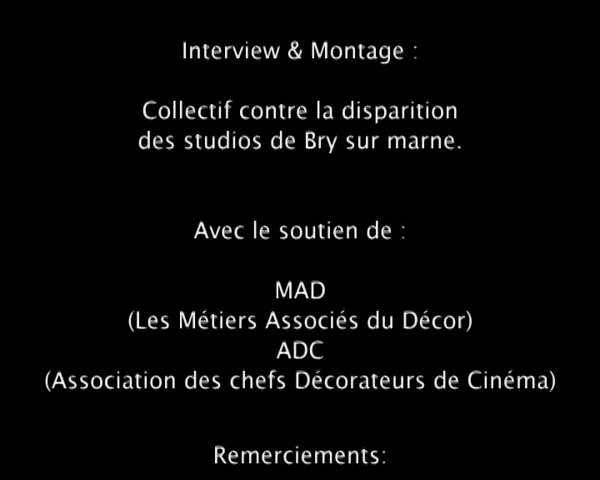 Interview & Montage :
Collectif contre la disparition
des studios de Bry sur marne.
Avec le soutien de :
MAD
(Les Métiers Associés du Décor)
ADC
(Association des chefs Décorateurs de Cinéma)
Remerciements: